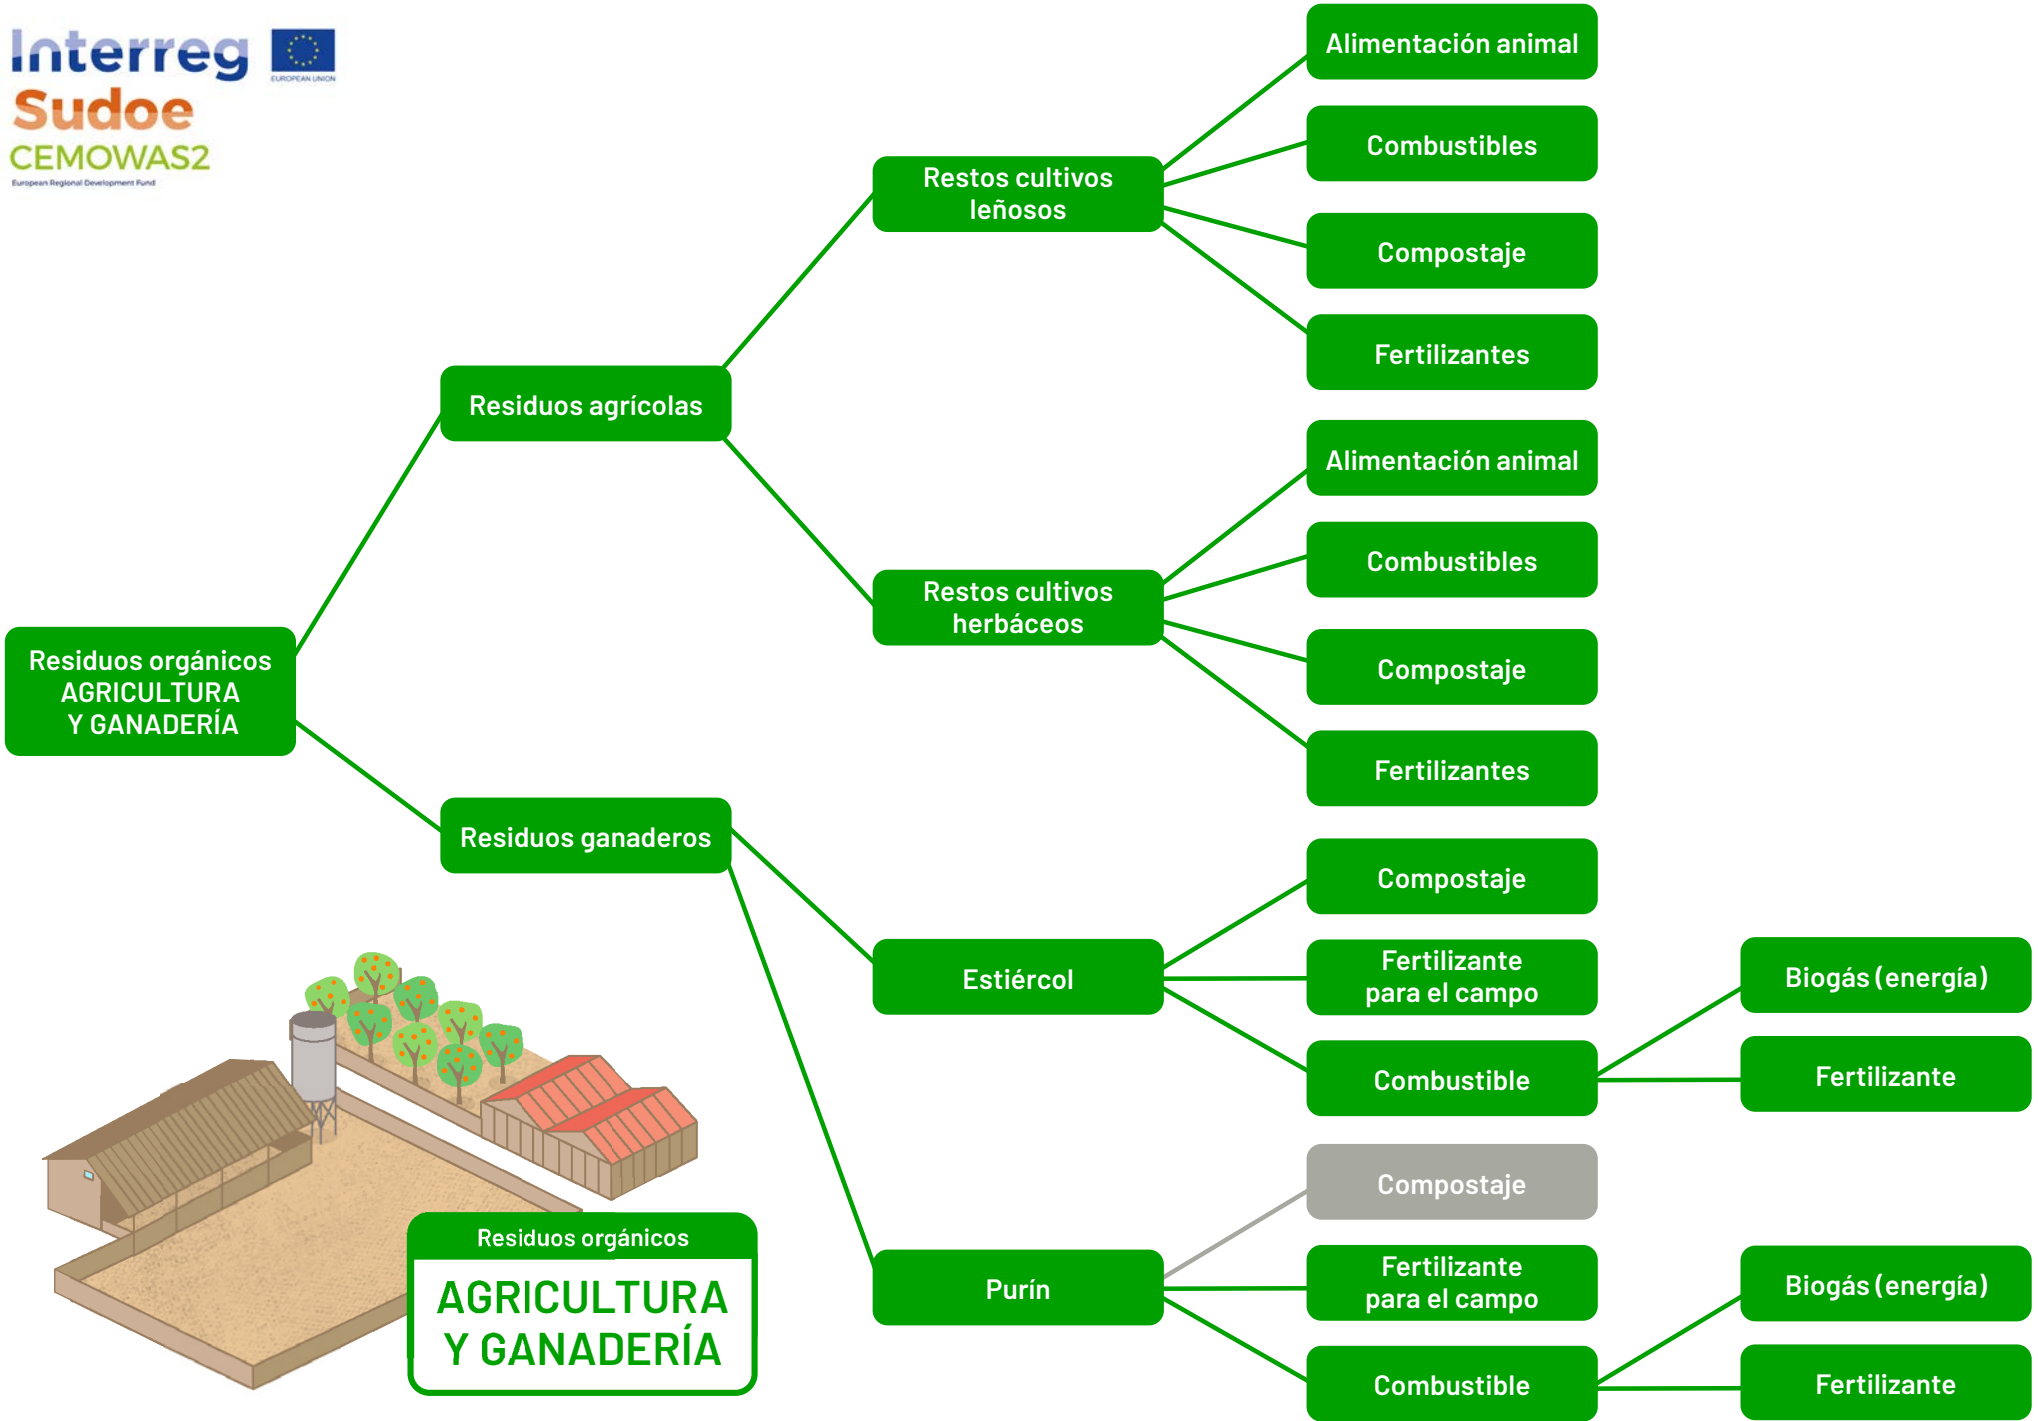 Interreg
EUROPEAN UNION
Sudoe
CEMOWAS2
European Regional Development Fund
Residuos orgánicos
AGRICULTURA
Y GANADERÍA
Residuos agrícolas
Restos cultivos
leñosos
Alimentación animal
Combustibles
Compostaje
Fertilizantes
Restos cultivos
herbáceos
Alimentación animal
Combustibles
Compostaje
Fertilizantes
Residuos ganaderos
Estiércol
Compostaje
Fertilizante
para el campo
Combustible
Biogás (energía)
Fertilizante
Purín
Compostaje
Fertilizante
para el campo
Combustible
Biogás (energía)
Fertilizante
Residuos orgánicos
AGRICULTURA
Y GANADERÍA